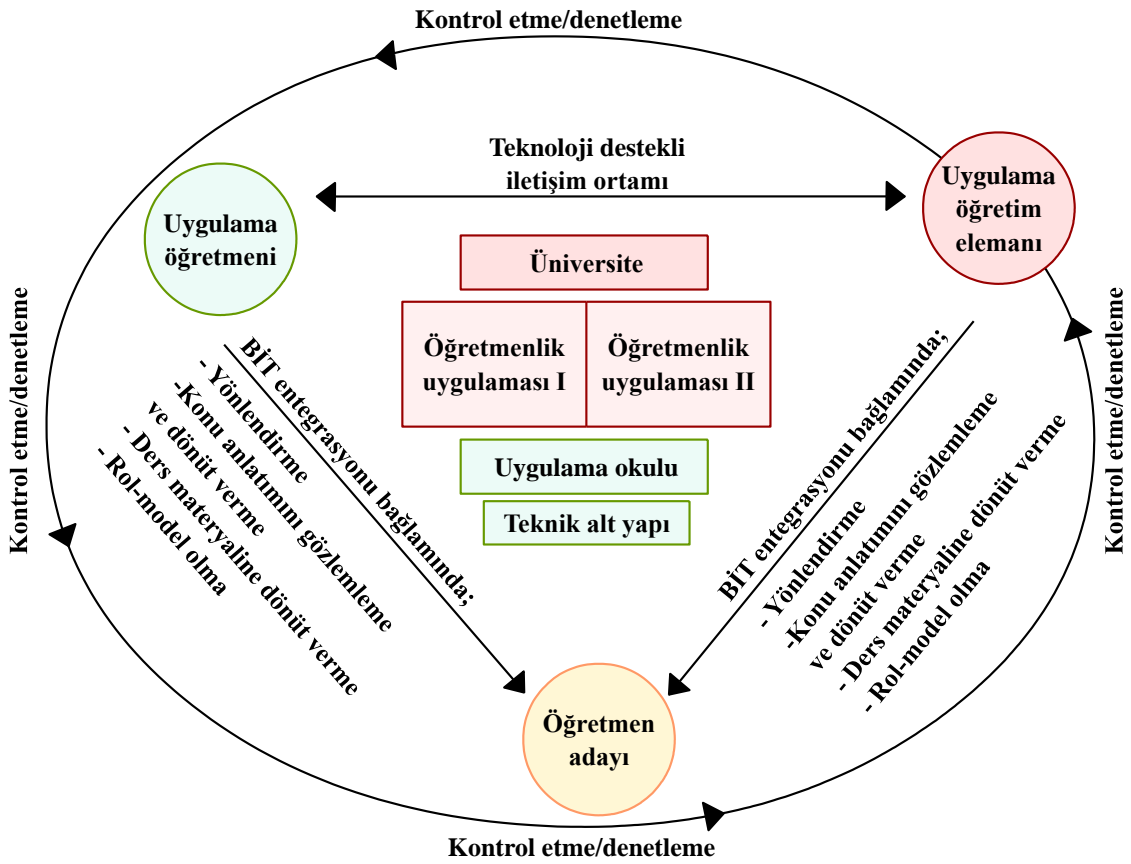 Kontrol etme/denetleme
Teknoloji destekli
iletişim ortamı
Uygulama
öğretmeni
Uygulama
öğretim
elemanı
Üniversite
Öğretmenlik
uygulaması I
Öğretmenlik
uygulaması II
Uygulama okulu
Teknik alt yapı
Kontrol etme/denetleme
BİT entegrasyonu bağlamında;
- Yönlendirme
-Konu anlatımını gözlemleme
ve dönüt verme
- Ders materyaline dönüt verme
- Rol-model olma
BİT entegrasyonu bağlamında;
- Yönlendirme
-Konu anlatımını gözlemleme
ve dönüt verme
- Ders materyaline dönüt verme
- Rol-model olma
Kontrol etme/denetleme
Öğretmen
adayı
Kontrol etme/denetleme